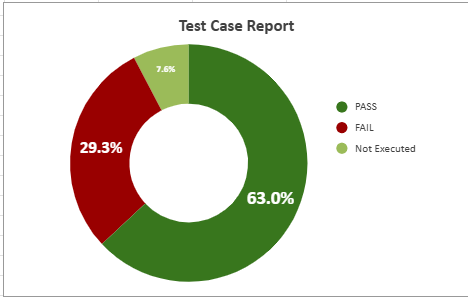 Test Case Report
7.6%
29.3%
63.0%
PASS
FAIL
Not Executed